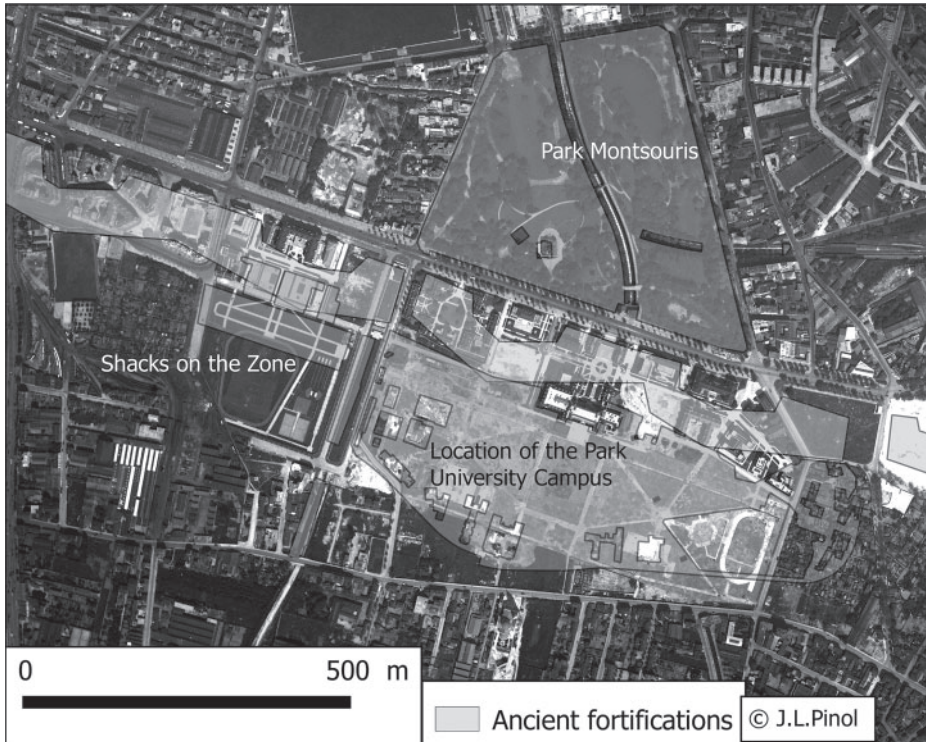 Park Montsouris
Shacks on the Zone
Location of the Park
University Campus
0 500 m
Ancient fortifications
© J.L.Pinol